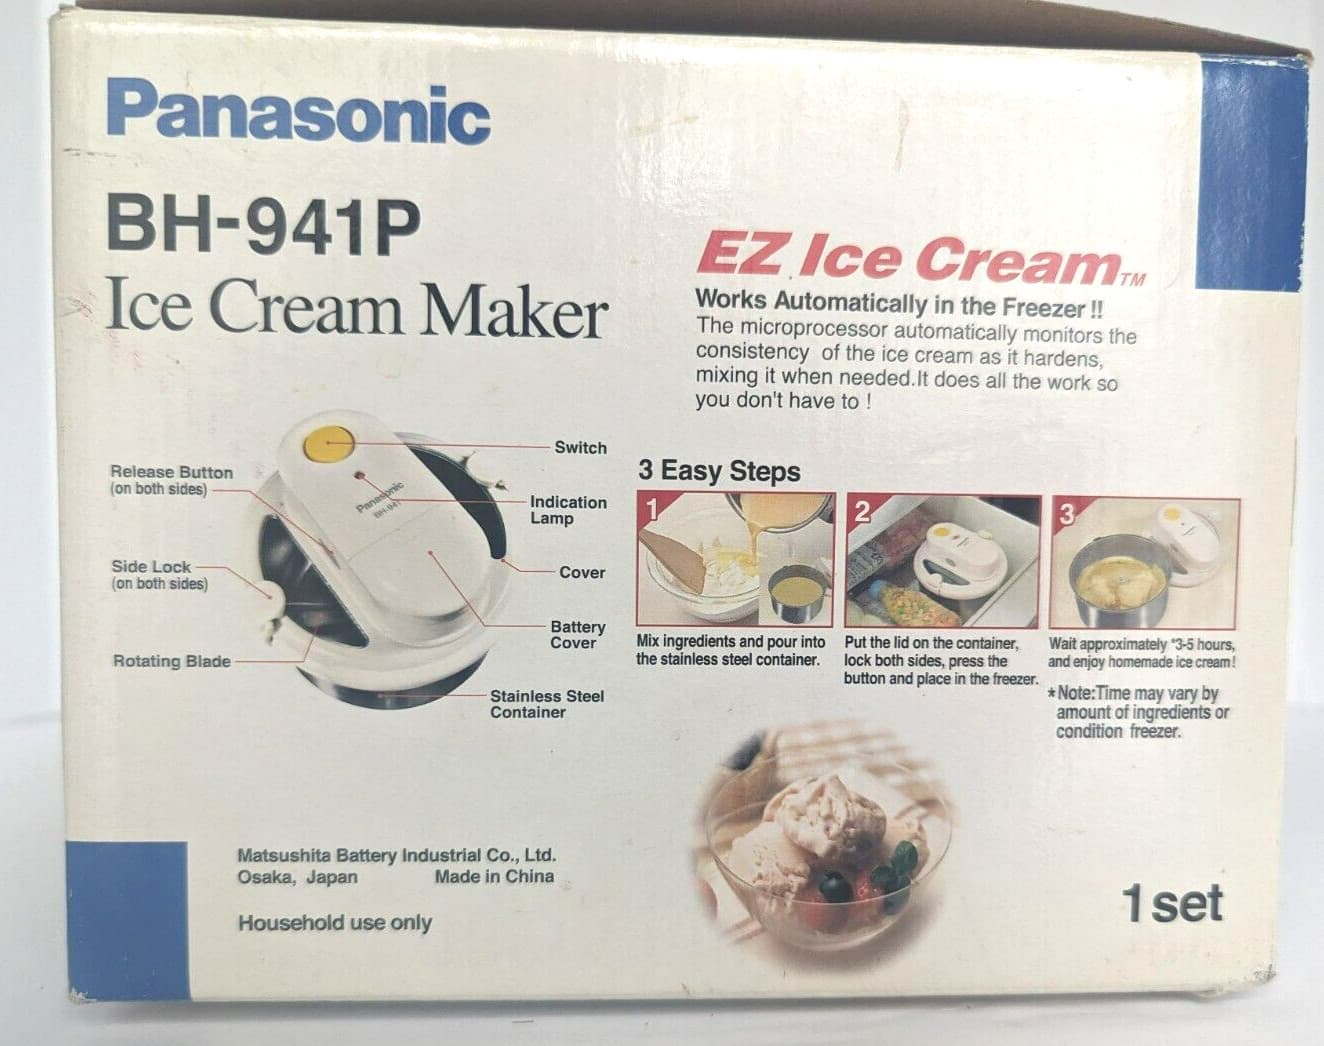 Panasonic
BH-941P
Ice Cream Maker
EZ Ice Cream TM
Works Automatically in the Freezer !!
The microprocessor automatically monitors the
consistency of the ice cream as it hardens,
mixing it when needed.It does all the work so
you don't have to !
Switch
Release Button
(on both sides)
Indication
Lamp
Side Lock
(on both sides)
Cover
Battery
Cover
Rotating Blade
Stainless Steel
Container
Panasonic
BH-941
3 Easy Steps
1
2
3
Mix ingredients and pour into
the stainless steel container.
Put the lid on the container,
lock both sides, press the
button and place in the freezer.
Wait approximately *3-5 hours,
and enjoy homemade ice cream!
*Note:Time may vary by
amount of ingredients or
condition freezer.
Matsushita Battery Industrial Co., Ltd.
Osaka, Japan Made in China
Household use only
1 set